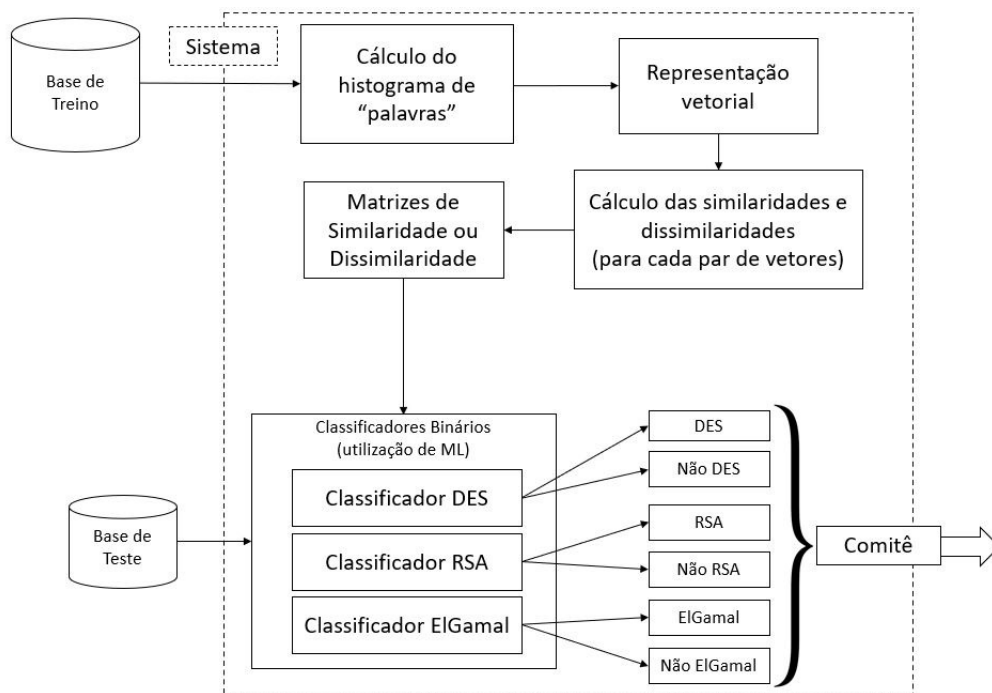 Sistema
Base de
Treino
Cálculo do
histograma de
“palavras”
Representação
vetorial
Matrizes de
Similaridade ou
Dissimilaridade
Cálculo das similaridades e
dissimilaridades
(para cada par de vetores)
Classificadores Binários
(utilização de ML)
Classificador DES
Classificador RSA
Classificador ElGamal
Base de
Teste
DES
Não DES
RSA
Não RSA
ElGamal
Não ElGamal
Comitê